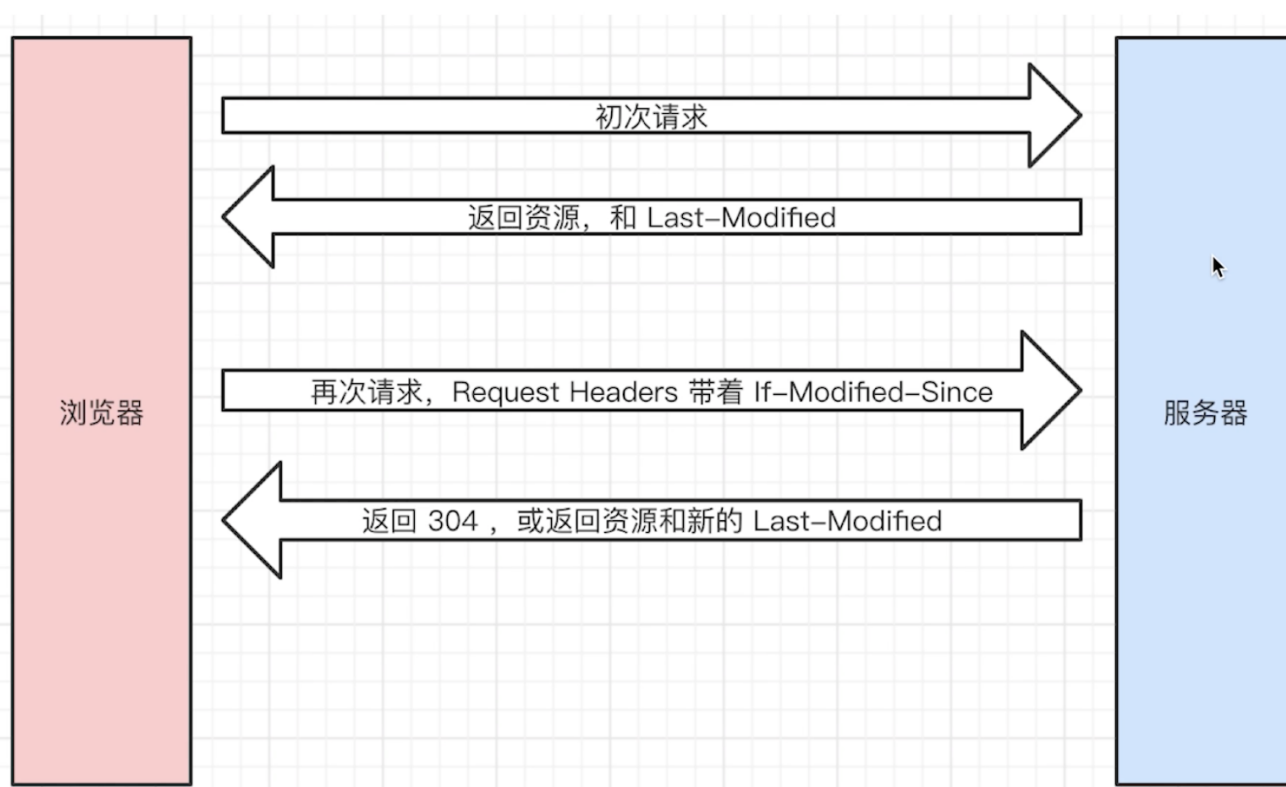 初次请求
返回资源，和 Last-Modified
再次请求，Request Headers 带着 If-Modified-Since
浏览器
服务器
返回 304 ，或返回资源和新的 Last-Modified